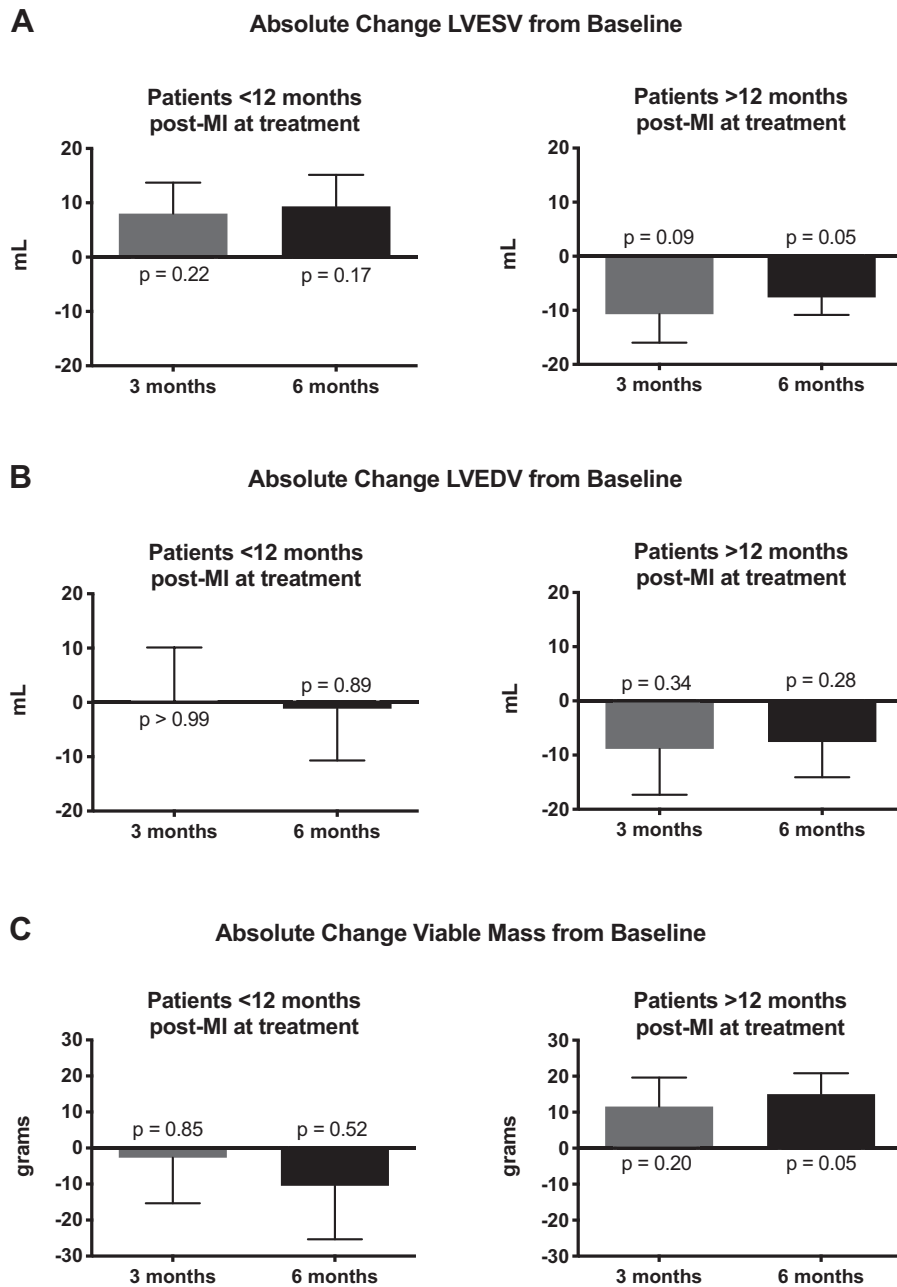 A
Absolute Change LVESV from Baseline
Patients <12 months
post-MI at treatment
20
10
0
-10
-20
mL
p = 0.22
p = 0.17
3 months
6 months
Patients >12 months
post-MI at treatment
20
10
0
-10
-20
mL
p = 0.09
p = 0.05
3 months
6 months
B
Absolute Change LVEDV from Baseline
Patients <12 months
post-MI at treatment
20
10
0
-10
-20
mL
p > 0.99
p = 0.89
3 months
6 months
Patients >12 months
post-MI at treatment
20
10
0
-10
-20
mL
p = 0.34
p = 0.28
3 months
6 months
C
Absolute Change Viable Mass from Baseline
Patients <12 months
post-MI at treatment
30
20
10
0
-10
-20
-30
grams
p = 0.85
p = 0.52
3 months
6 months
Patients >12 months
post-MI at treatment
30
20
10
0
-10
-20
-30
grams
p = 0.20
p = 0.05
3 months
6 months